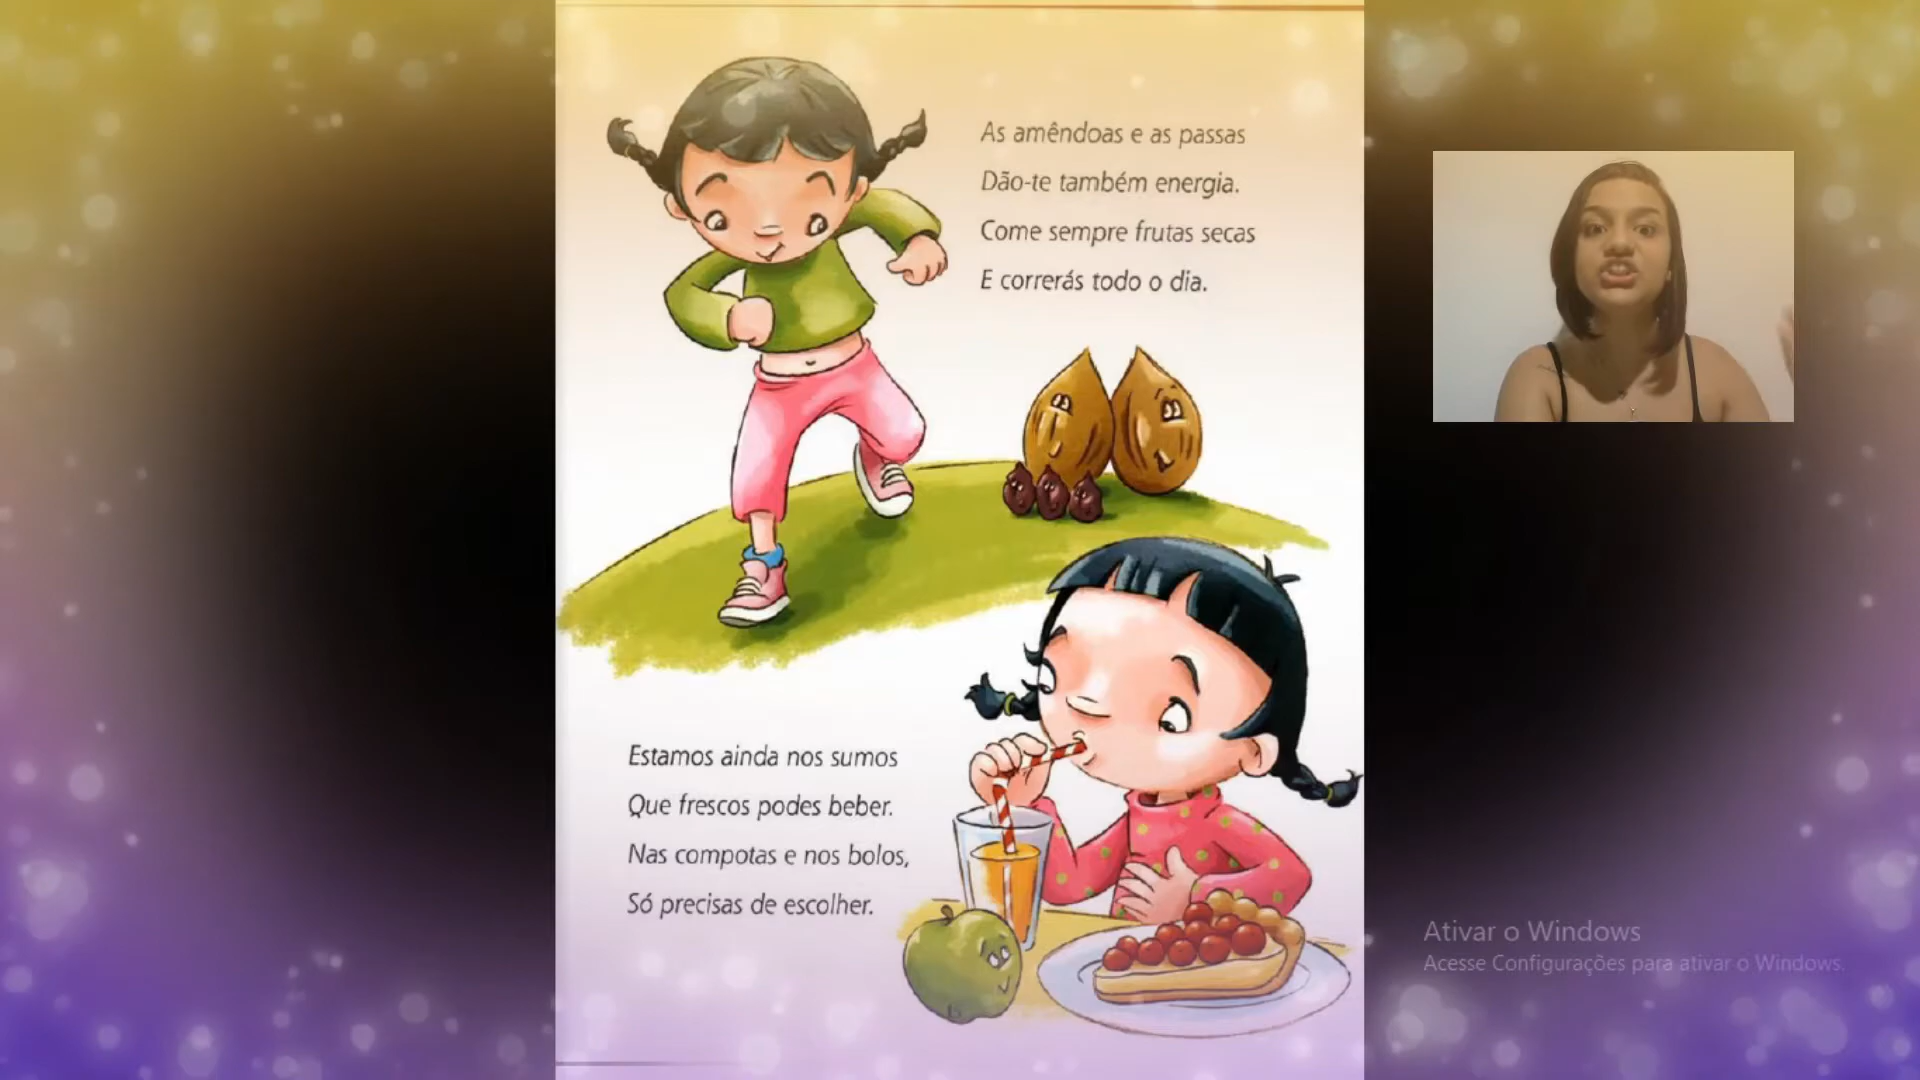 As amêndoas e as passas
Dão-te também energia.
Come sempre frutas secas
E correrás todo o dia.
Estamos ainda nos sumos
Que frescos podes beber.
Nas compotas e nos bolos,
Só precisas de escolher.
Ativar o Windows
Acesse Configurações para ativar o Windows.